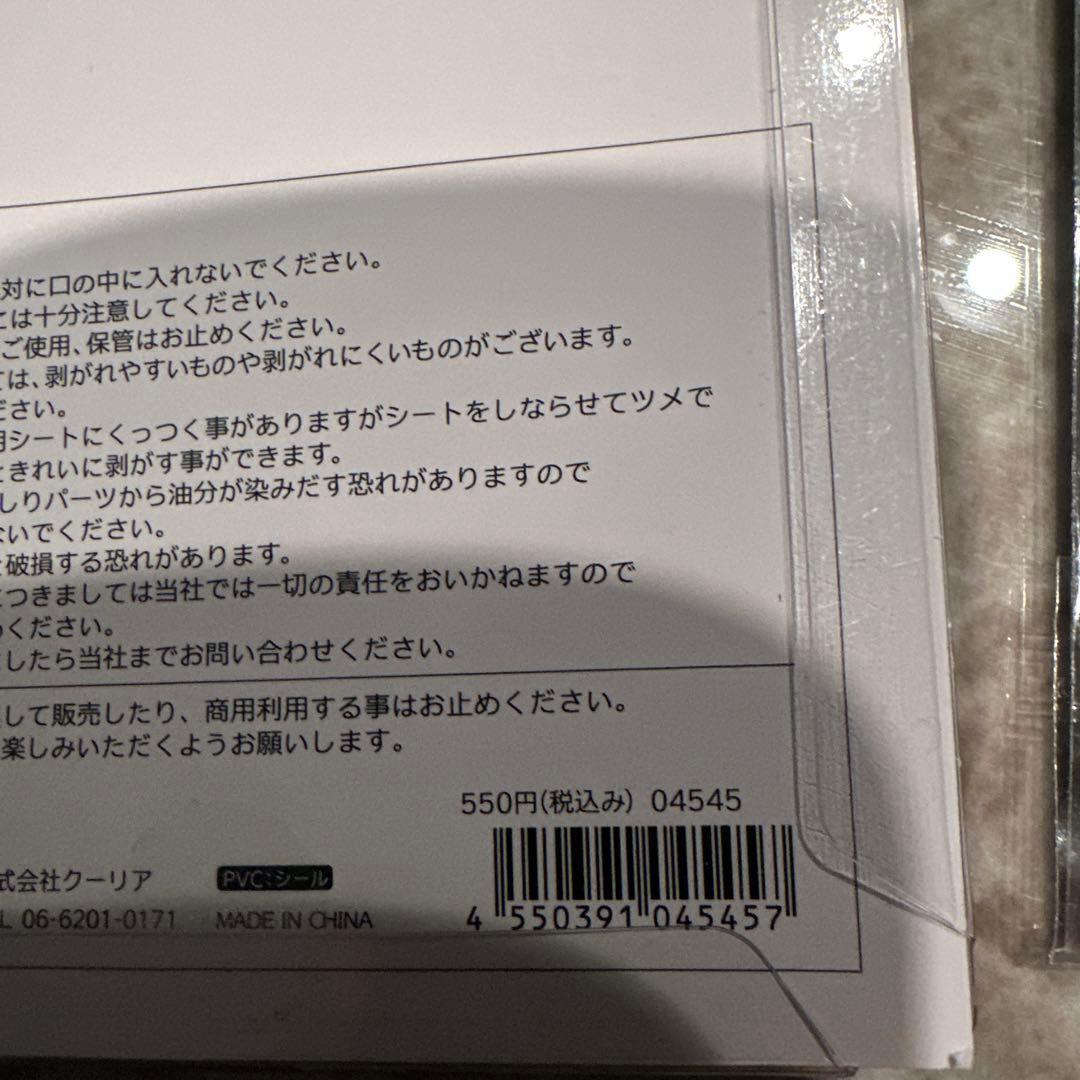 対に口の中に入れないでください。
には十分注意してください。
ご使用、保管はお止めください。
ては、剥がれやすいものや剥がれにくいものがございます。
ださい。
用シートにくっつく事がありますがシートをしならせてツメで
ときれいに剥がす事ができます。
しりパーツから油分が染みだす恐れがありますので
ないでください。
破損する恐れがあります。
につきましては当社では一切の責任をおいかねますので
ください。
したら当社までお問い合わせください。
して販売したり、商用利用する事はお止めください。
楽しみいただくようお願いします。
550円(税込み) 04545
式会社クーリア PVC:シール
L 06-6201-0171 MADE IN CHINA
4 550391 045457